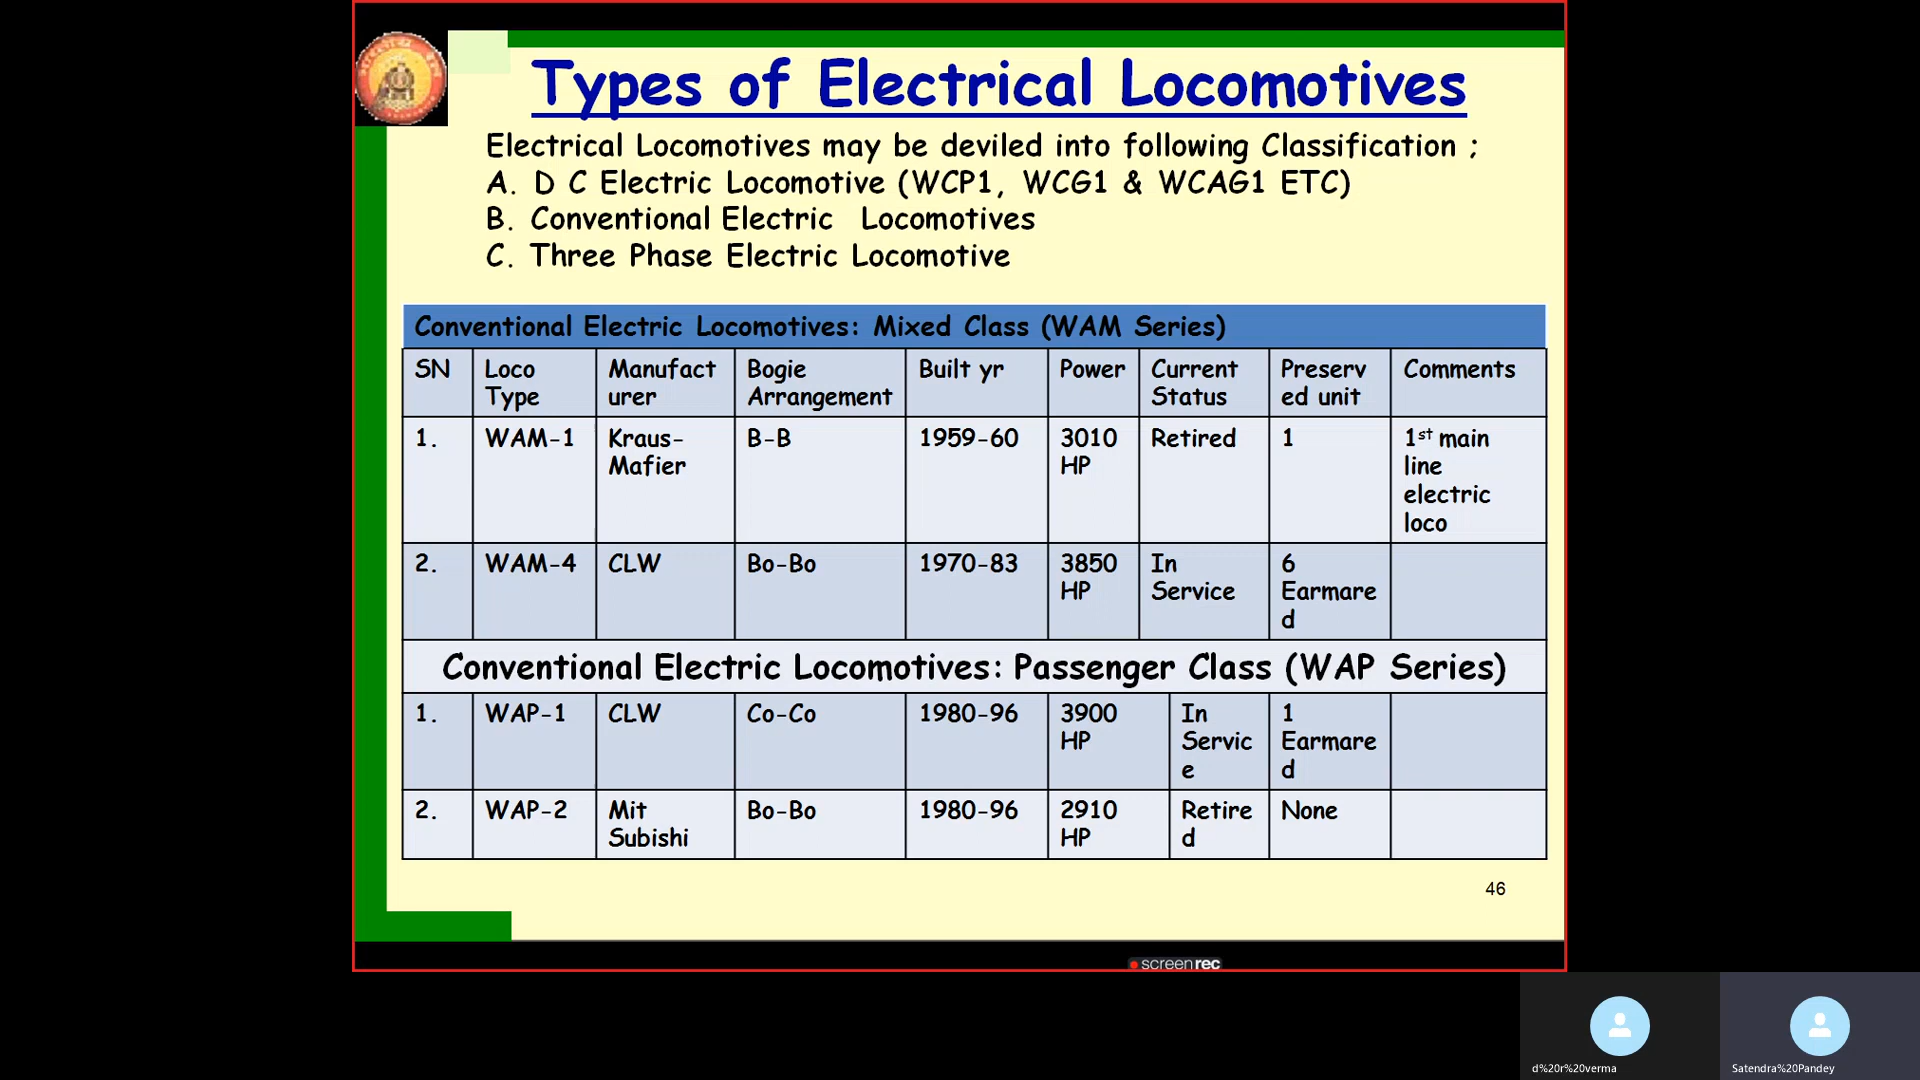 Types of Electrical Locomotives
Electrical Locomotives may be deviled into following Classification ;
A. D C Electric Locomotive (WCP1, WCG1 & WCAG1 ETC)
B. Conventional Electric Locomotives
C. Three Phase Electric Locomotive
Conventional Electric Locomotives: Mixed Class (WAM Series)
SN Loco Type Manufacturer Bogie Arrangement Built yr Power Current Status Preserved unit Comments
1. WAM-1 Kraus-Mafier B-B 1959-60 3010 HP Retired 1 1st main line electric loco
2. WAM-4 CLW Bo-Bo 1970-83 3850 HP In Service 6 Earmared
Conventional Electric Locomotives: Passenger Class (WAP Series)
1. WAP-1 CLW Co-Co 1980-96 3900 HP In Service 1 Earmared
2. WAP-2 Mit Subishi Bo-Bo 1980-96 2910 HP Retired None
46
screenrec
d%20r%20verma
Satendra%20Pandey